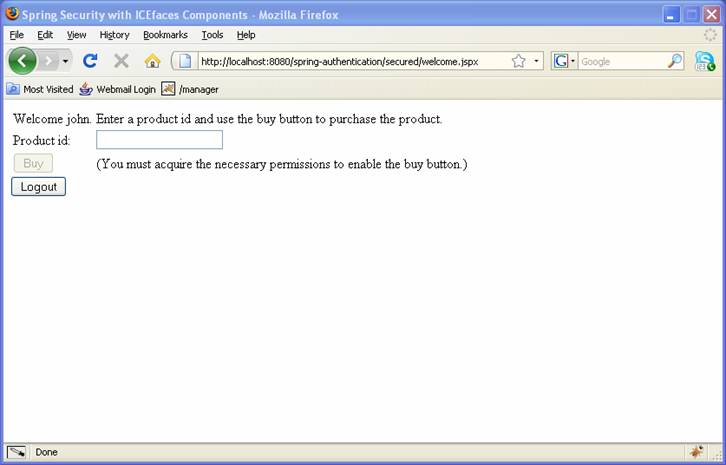 Spring Security with ICEfaces Components - Mozilla Firefox
File Edit View History Bookmarks Tools Help
http://localhost:8080/spring-authentication/secured/welcome.jspx G Google
Most Visited Webmail Login /manager
Welcome john. Enter a product id and use the buy button to purchase the product.
Product id:
Buy (You must acquire the necessary permissions to enable the buy button.)
Logout
Done